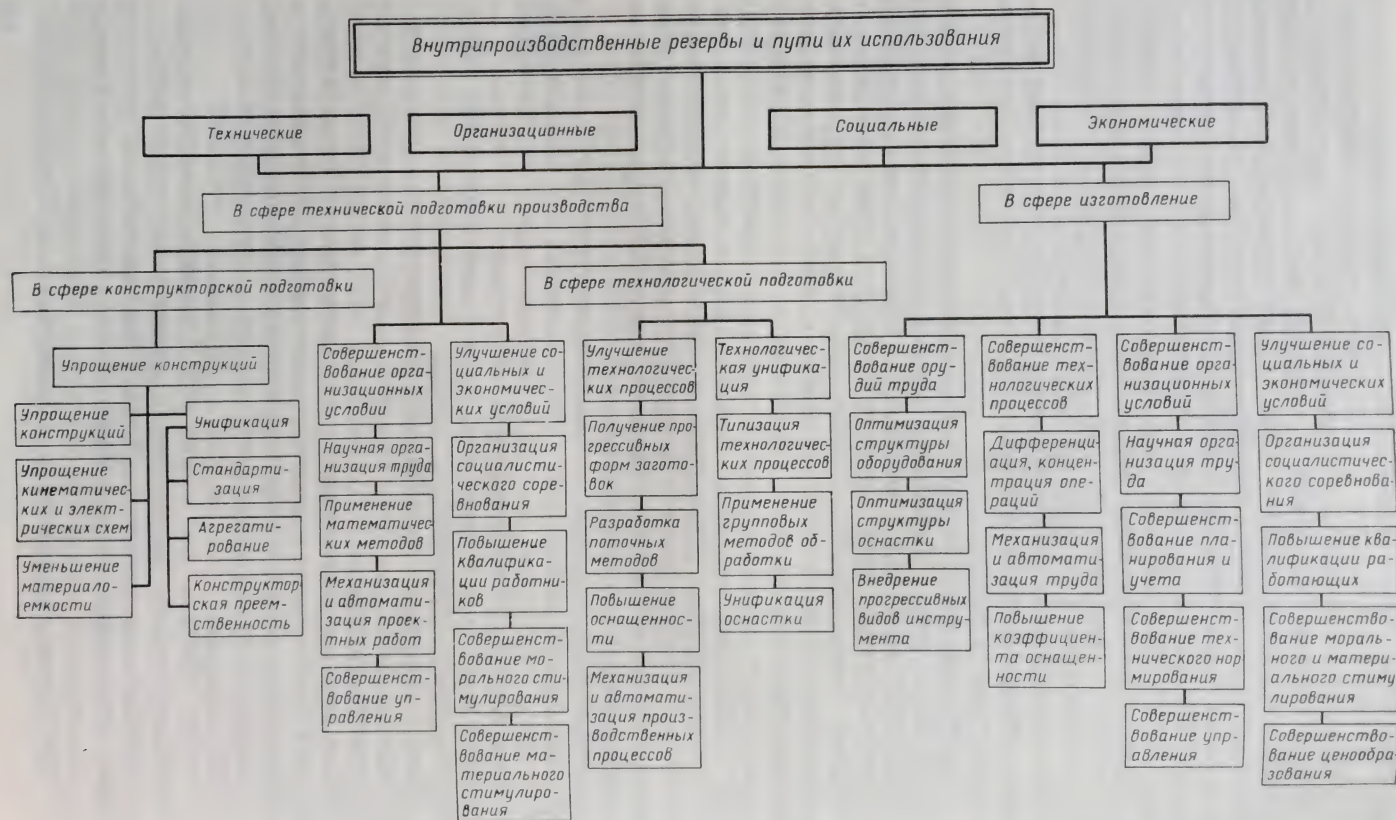 Внутрипроизводственные резервы и пути их использования
Технические
Организационные
Социальные
Экономические
В сфере технической подготовки производства
В сфере изготовление
В сфере конструкторской подготовки
В сфере технологической подготовки
Упрощение конструкций
Упрощение
конструкций
Упрощение
кинематичес-
ких и элект-
рических схем
Уменьшение
материало-
емкости
Унификация
Стандарти-
зация
Агрегати-
рование
Конструктор-
ская преем-
ственность
Совершенст-
вование орга-
низационных
условии
Научная орга-
низация труда
Применение
математичес-
ких методов
Механизация
и автомати-
зация проек-
тных работ
Совершенст-
вование уп-
равления
Улучшение со-
циальных и
экономичес-
ких условий
Организация
социалисти-
ческого сорев-
нования
Повышение
квалифика-
ции работни-
ков
Совершенст-
вование мо-
рального сти-
мулирования
Совершенст-
вование ма-
териального
стимулиро-
вания
Улучшение
технологичес-
ких процессов
Получение про-
грессивных
форм загото-
вок
Разработка
поточных
методов
Повышение
оснащеннос-
ти
Механизация
и автомати-
зация произ-
водственных
процессов
Технологичес-
кая унифика-
ция
Типизация
технологичес-
ких процессов
Применение
групповых
методов об-
работки
Унификация
оснастки
Совершенст-
вование ору-
дий труда
Оптимизация
структуры
оборудования
Оптимизация
структуры
оснастки
Внедрение
прогрессивных
видов инстру-
мента
Совершенст-
вование тех-
нологических
процессов
Дифференци-
ация, концен-
трация опе-
раций
Механизация
и автомати-
зация труда
Повышение
коэффициен-
та оснащен-
ности
Совершенст-
вование орга-
низационных
условий
Научная орга-
низация тру-
да
Совершенст-
вование пла-
нирования и
учета
Совершенст-
вование тех-
нического нор
мирования
Совершенст-
вование упра-
вления
Улучшение со-
циальных и
экономических
условий
Организация
социалистичес-
кого соревнова-
ния
Повышение ква-
лификации ра-
ботающих
Совершенство-
вание мораль-
ного и матери-
ального стиму
лирования
Совершенство-
вание ценообра-
зования